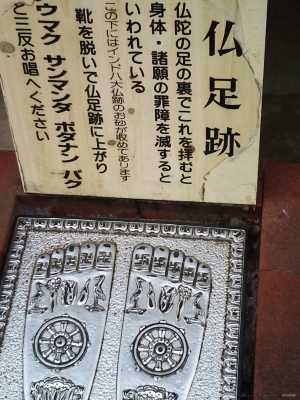 仏足跡
仏陀の足の裏でこれを拝むと
身体・諸願の罪障を滅すると
いわれている
この下にはインド八大仏跡のお砂が収めてあります
靴を脱いで仏足跡に上がり
ウマク サンマンダ ボダナン バク
と三反お唱へください